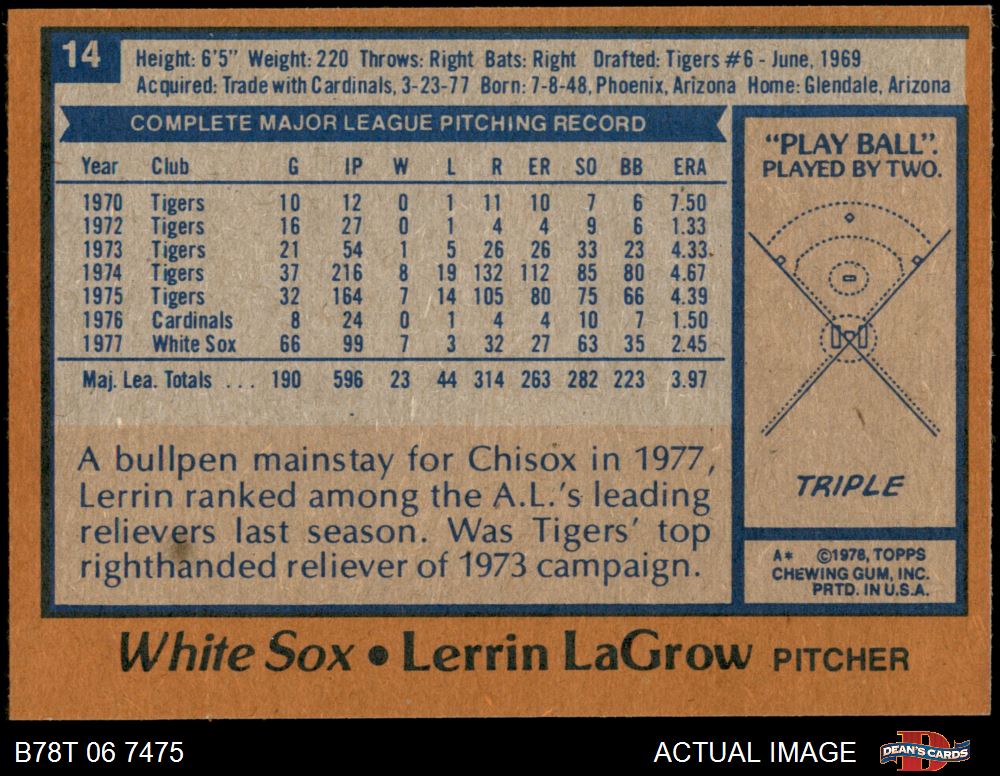 14
Height: 6'5" Weight: 220 Throws: Right Bats: Right Drafted: Tigers #6 - June, 1969
Acquired: Trade with Cardinals, 3-23-77 Born: 7-8-48, Phoenix, Arizona Home: Glendale, Arizona
COMPLETE MAJOR LEAGUE PITCHING RECORD
Year Club G IP W L R ER SO BB ERA
1970 Tigers 10 12 0 1 11 10 7 6 7.50
1972 Tigers 16 27 0 1 4 4 9 6 1.33
1973 Tigers 21 54 1 5 26 26 33 23 4.33
1974 Tigers 37 216 8 19 132 112 85 80 4.67
1975 Tigers 32 164 7 14 105 80 75 66 4.39
1976 Cardinals 8 24 0 1 4 4 10 7 1.50
1977 White Sox 66 99 7 3 32 27 63 35 2.45
Maj. Lea. Totals ... 190 596 23 44 314 263 282 223 3.97
A bullpen mainstay for Chisox in 1977,
Lerrin ranked among the A.L.'s leading
relievers last season. Was Tigers' top
righthanded reliever of 1973 campaign.
"PLAY BALL".
PLAYED BY TWO.
TRIPLE
A* ©1978, TOPPS
CHEWING GUM, INC.
PRTD. IN U.S.A.
White Sox • Lerrin LaGrow PITCHER
B78T 06 7475
ACTUAL IMAGE
D
DEAN'S CARDS